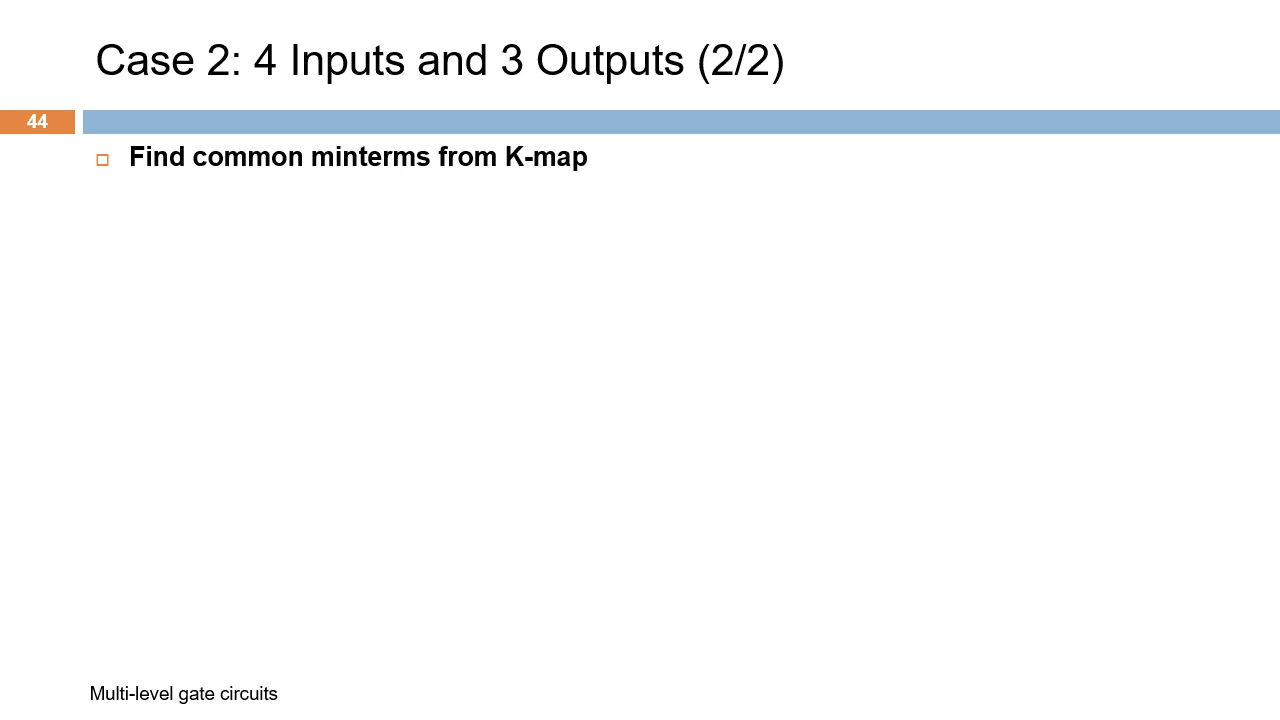 Case 2: 4 Inputs and 3 Outputs (2/2)
44
Find common minterms from K-map
Multi-level gate circuits